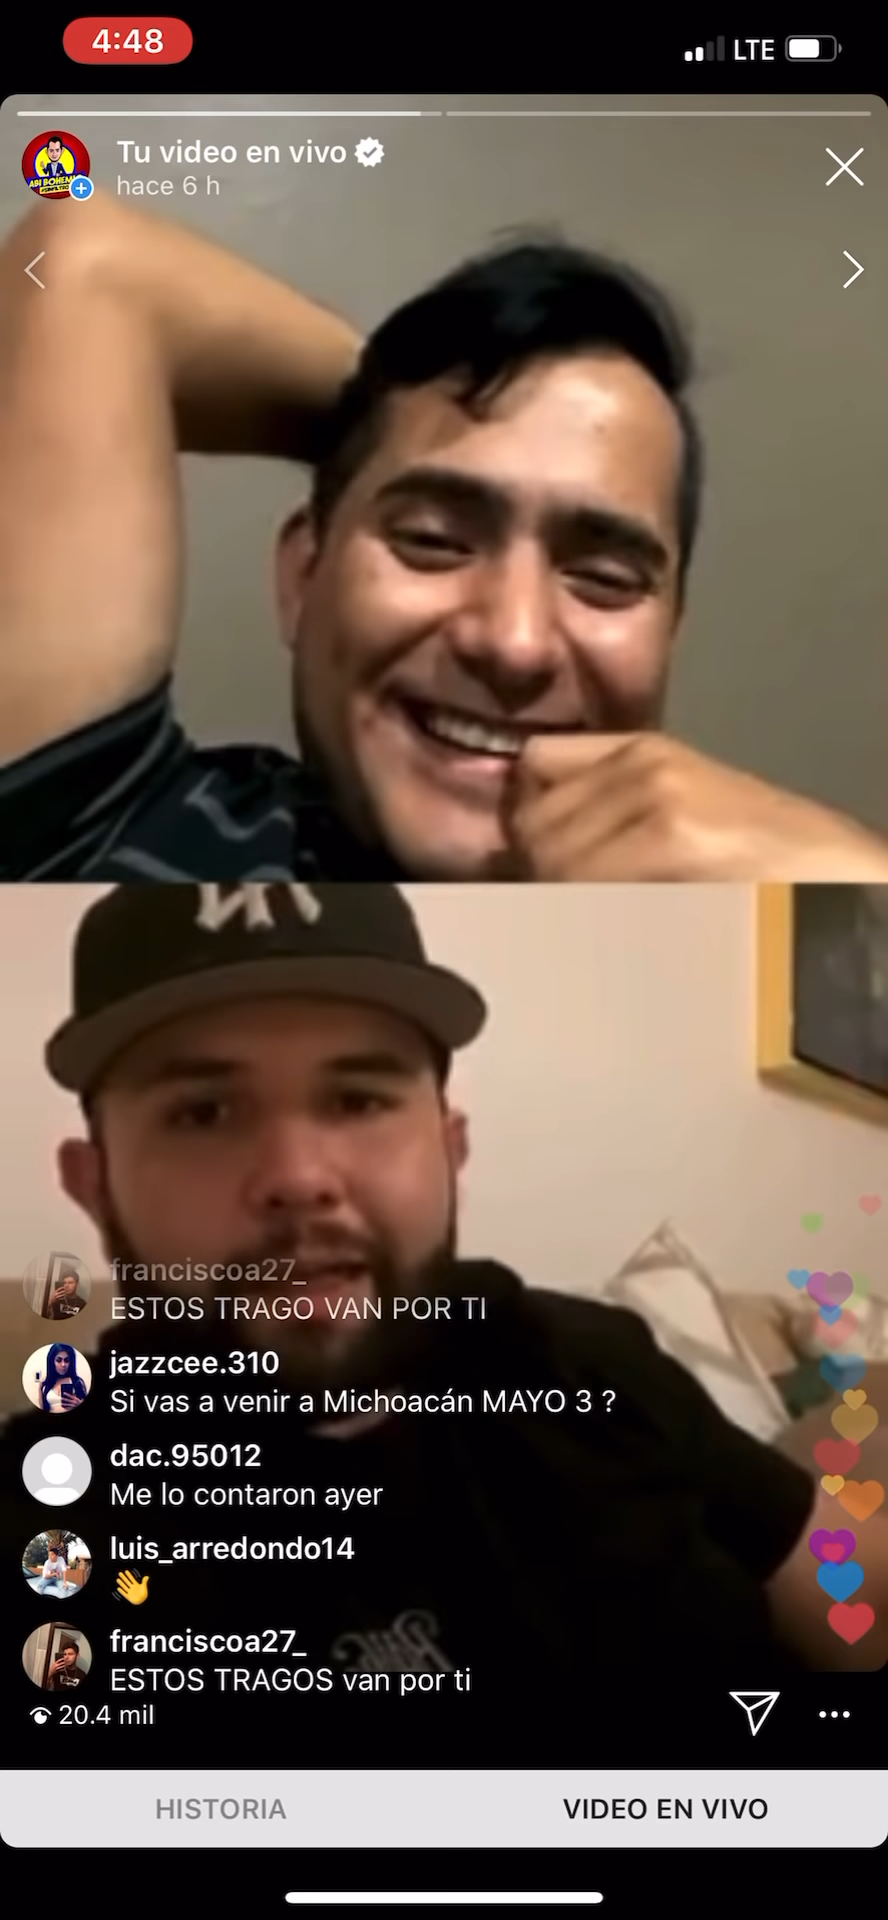 4:48
LTE
Tu video en vivo
hace 6 h
ABI BOHEMI
franciscoa27_
ESTOS TRAGO VAN POR TI
jazzcee.310
Si vas a venir a Michoacán MAYO 3 ?
dac.95012
Me lo contaron ayer
luis_arredondo14
👋
franciscoa27_
ESTOS TRAGOS van por ti
20.4 mil
HISTORIA
VIDEO EN VIVO